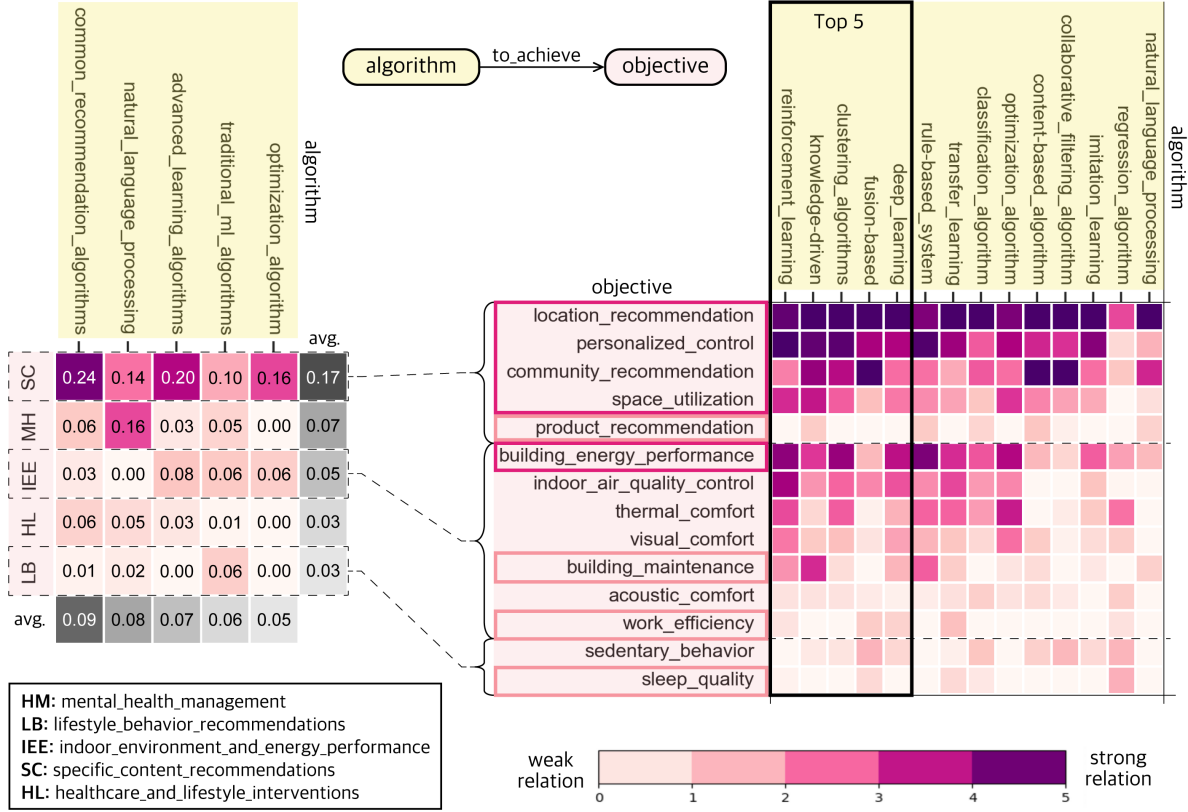 common_recommendation_algorithms
natural_language_processing
advanced_learning_algorithms
traditional_ml_algorithms
optimization_algorithm
algorithm
avg.
SC 0.24 0.14 0.20 0.10 0.16 0.17
MH 0.06 0.16 0.03 0.05 0.00 0.07
IEE 0.03 0.00 0.08 0.06 0.06 0.05
HL 0.06 0.05 0.03 0.01 0.00 0.03
LB 0.01 0.02 0.00 0.06 0.00 0.03
avg. 0.09 0.08 0.07 0.06 0.05
HM: mental_health_management
LB: lifestyle_behavior_recommendations
IEE: indoor_environment_and_energy_performance
SC: specific_content_recommendations
HL: healthcare_and_lifestyle_interventions
algorithm to_achieve objective
Top 5
reinforcement_learning
knowledge-driven
clustering_algorithms
fusion-based
deep_learning
rule-based_system
transfer_learning
classification_algorithm
optimization_algorithm
content-based_algorithm
collaborative_filtering_algorithm
imitation_learning
regression_algorithm
natural_language_processing
algorithm
objective
location_recommendation
personalized_control
community_recommendation
space_utilization
product_recommendation
building_energy_performance
indoor_air_quality_control
thermal_comfort
visual_comfort
building_maintenance
acoustic_comfort
work_efficiency
sedentary_behavior
sleep_quality
weak
relation
0 1 2 3 4 5
strong
relation